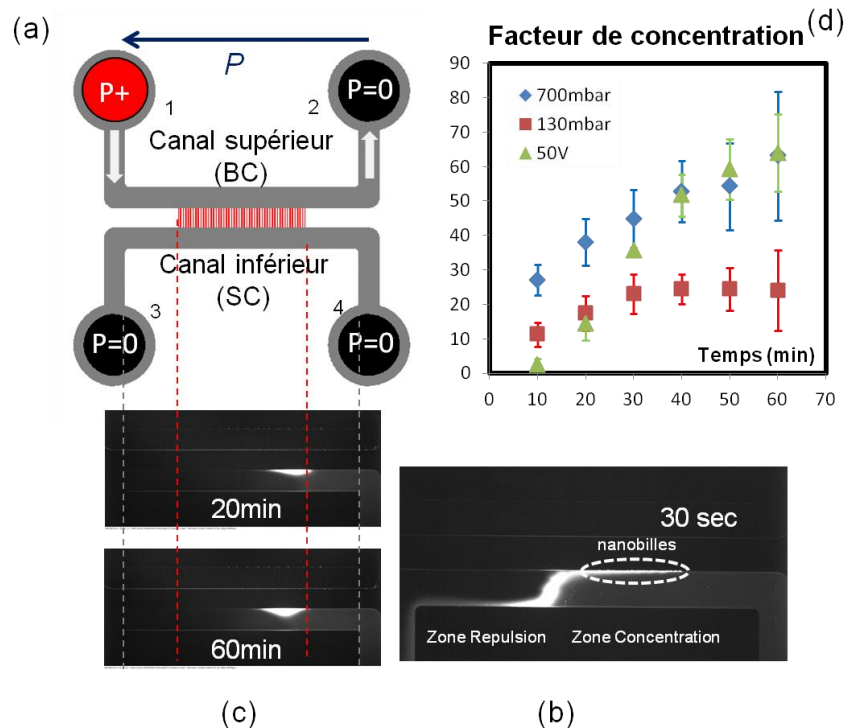 (a)
P
P+
1
2
P=0
Canal supérieur
(BC)
Canal inférieur
(SC)
3
4
P=0
P=0
20min
60min
(c)
(d)
Facteur de concentration
90
80
70
60
50
40
30
20
10
0
700mbar
130mbar
50V
Temps (min)
0
10
20
30
40
50
60
70
30 sec
nanobilles
Zone Repulsion
Zone Concentration
(b)